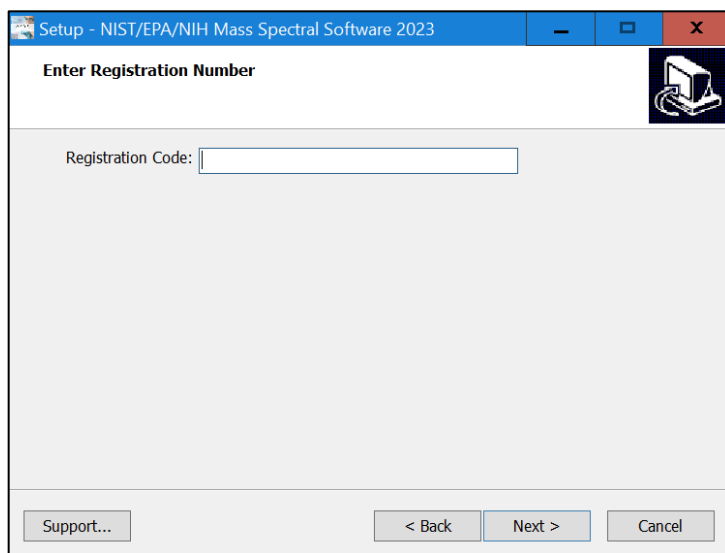 Setup - NIST/EPA/NIH Mass Spectral Software 2023
Enter Registration Number
Registration Code:
Support...
< Back
Next >
Cancel